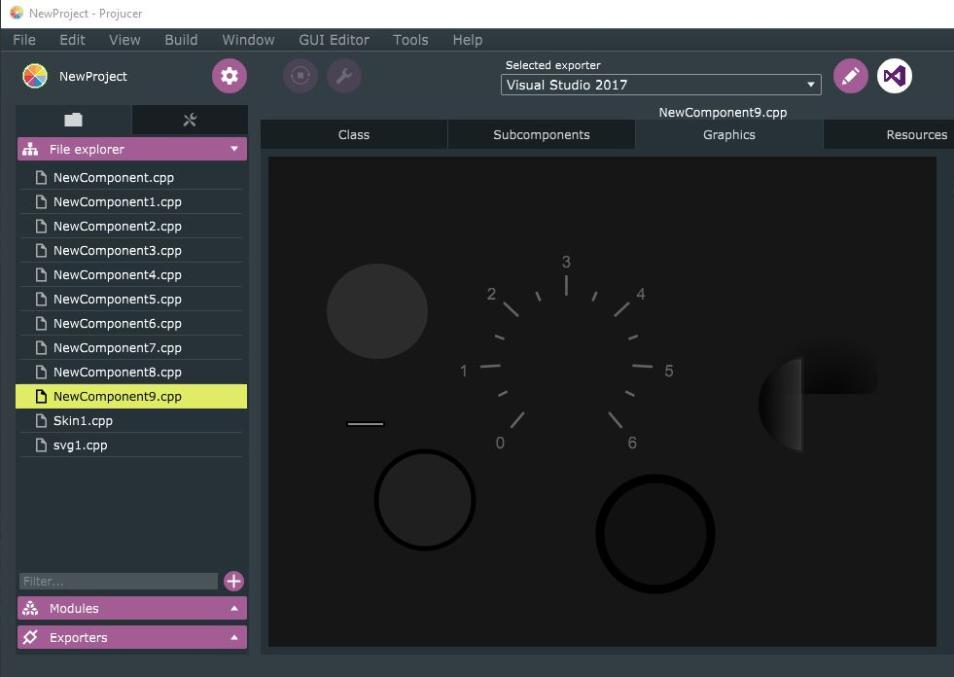 NewProject - Projucer
File Edit View Build Window GUI Editor Tools Help
NewProject
Selected exporter
Visual Studio 2017
NewComponent9.cpp
Class Subcomponents Graphics Resources
File explorer
NewComponent.cpp
NewComponent1.cpp
NewComponent2.cpp
NewComponent3.cpp
NewComponent4.cpp
NewComponent5.cpp
NewComponent6.cpp
NewComponent7.cpp
NewComponent8.cpp
NewComponent9.cpp
Skin1.cpp
svg1.cpp
Filter...
Modules
Exporters
3
2 4
1 5
0 6